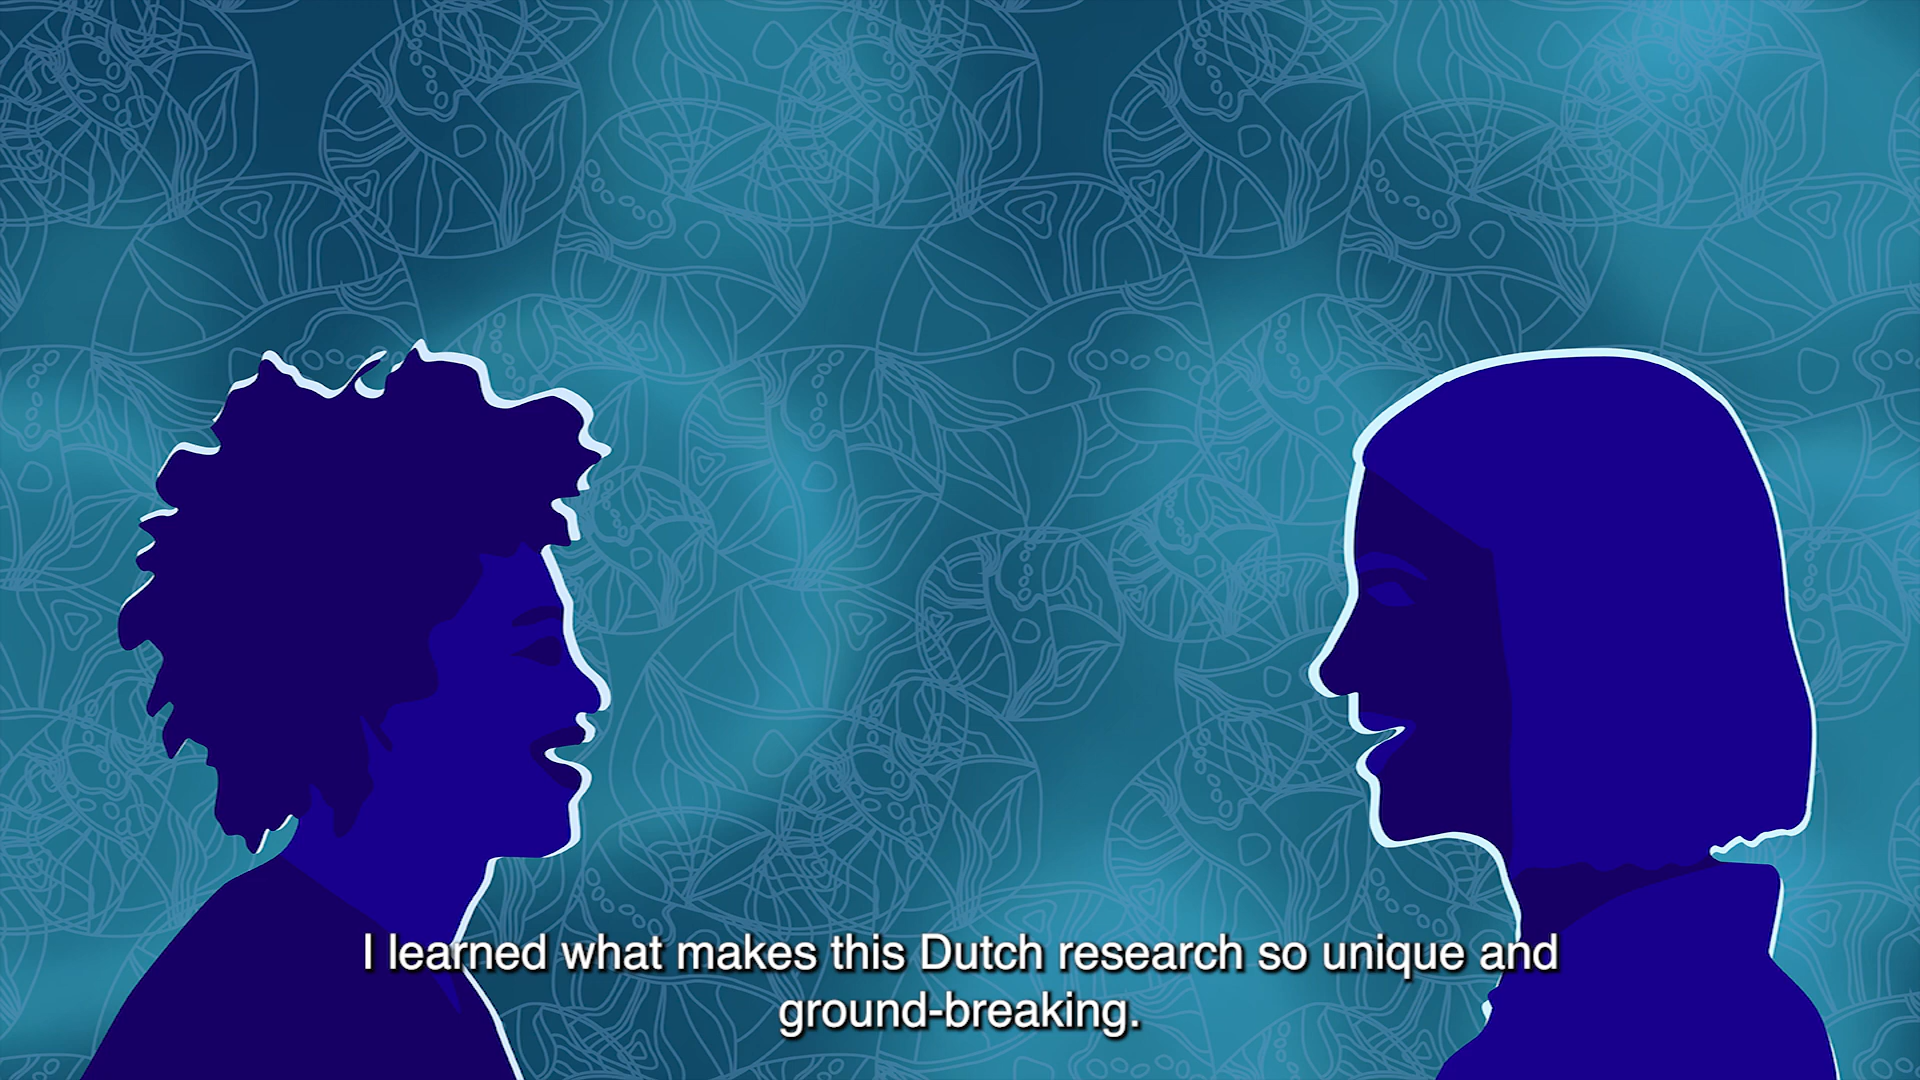 I learned what makes this Dutch research so unique and
ground-breaking.